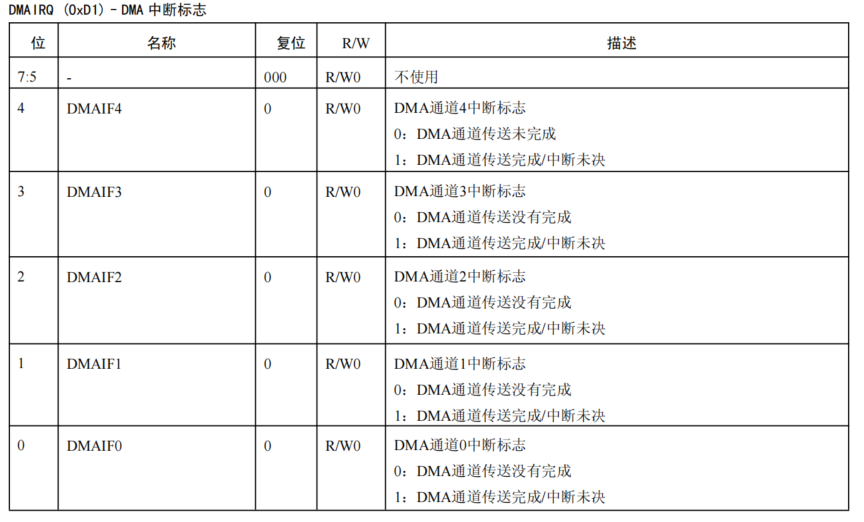 DMAIRQ (0xD1) - DMA 中断标志
位 名称 复位 R/W 描述
7:5 - 000 R/W0 不使用
4 DMAIF4 0 R/W0 DMA通道4中断标志
0：DMA通道传送未完成
1：DMA通道传送完成/中断未决
3 DMAIF3 0 R/W0 DMA通道3中断标志
0：DMA通道传送没有完成
1：DMA通道传送完成/中断未决
2 DMAIF2 0 R/W0 DMA通道2中断标志
0：DMA通道传送没有完成
1：DMA通道传送完成/中断未决
1 DMAIF1 0 R/W0 DMA通道1中断标志
0：DMA通道传送没有完成
1：DMA通道传送完成/中断未决
0 DMAIF0 0 R/W0 DMA通道0中断标志
0：DMA通道传送没有完成
1：DMA通道传送完成/中断未决